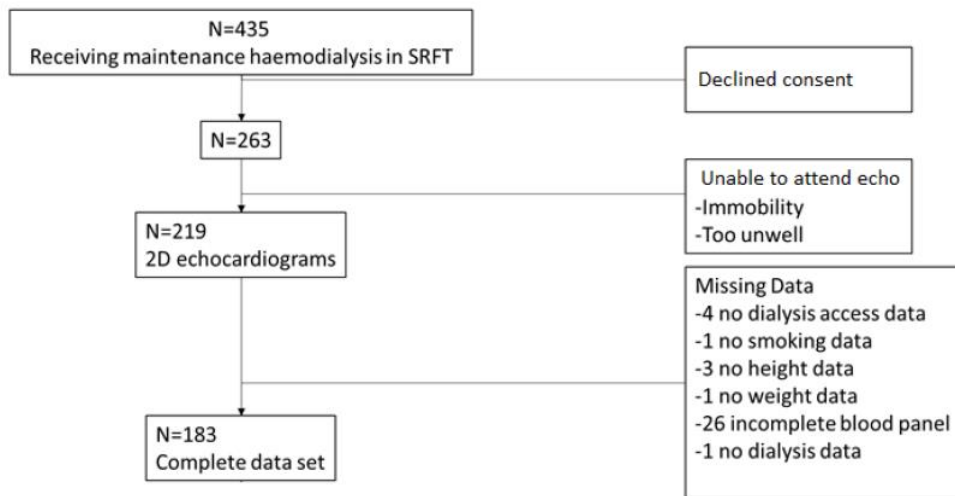 N=435
Receiving maintenance haemodialysis in SRFT
Declined consent
N=263
Unable to attend echo
-Immobility
-Too unwell
N=219
2D echocardiograms
Missing Data
-4 no dialysis access data
-1 no smoking data
-3 no height data
-1 no weight data
-26 incomplete blood panel
-1 no dialysis data
N=183
Complete data set